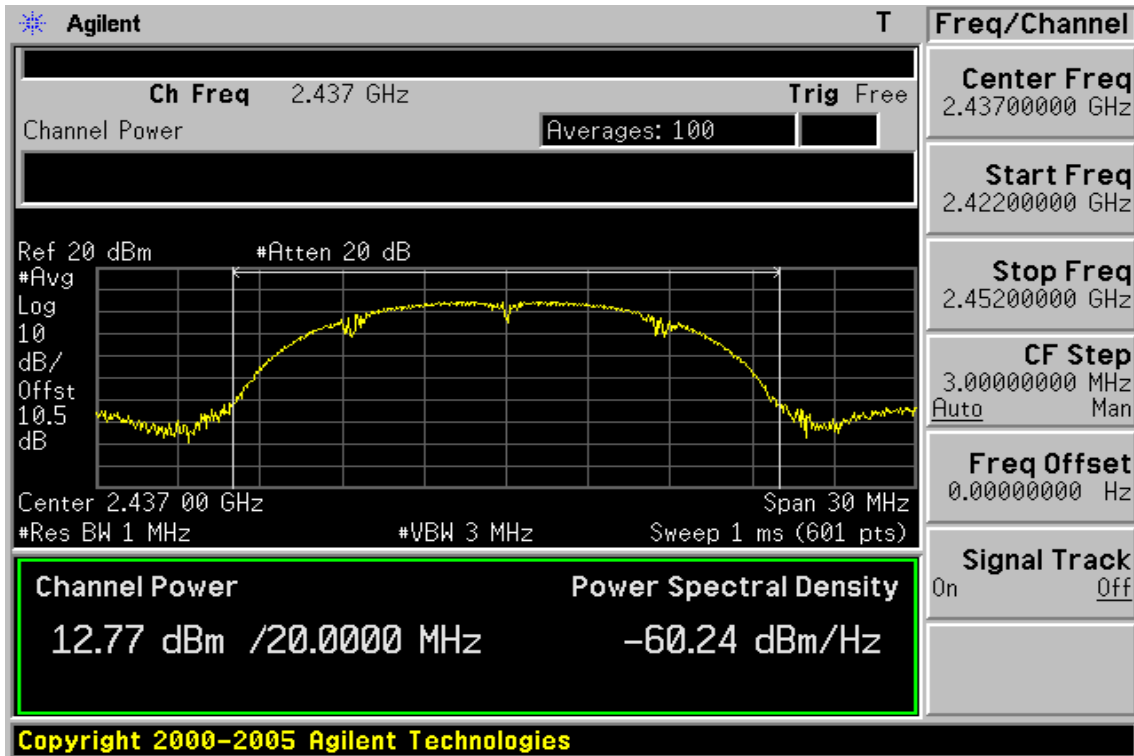 Agilent T Freq/Channel
Ch Freq 2.437 GHz Trig Free
Channel Power Averages: 100
Ref 20 dBm #Atten 20 dB
#Avg
Log
10
dB/
Offst
10.5
dB
Center 2.437 00 GHz Span 30 MHz
#Res BW 1 MHz #VBW 3 MHz Sweep 1 ms (601 pts)
Channel Power Power Spectral Density
12.77 dBm /20.0000 MHz -60.24 dBm/Hz
Center Freq
2.43700000 GHz
Start Freq
2.42200000 GHz
Stop Freq
2.45200000 GHz
CF Step
3.00000000 MHz
Auto Man
Freq Offset
0.00000000 Hz
Signal Track
On Off
Copyright 2000-2005 Agilent Technologies